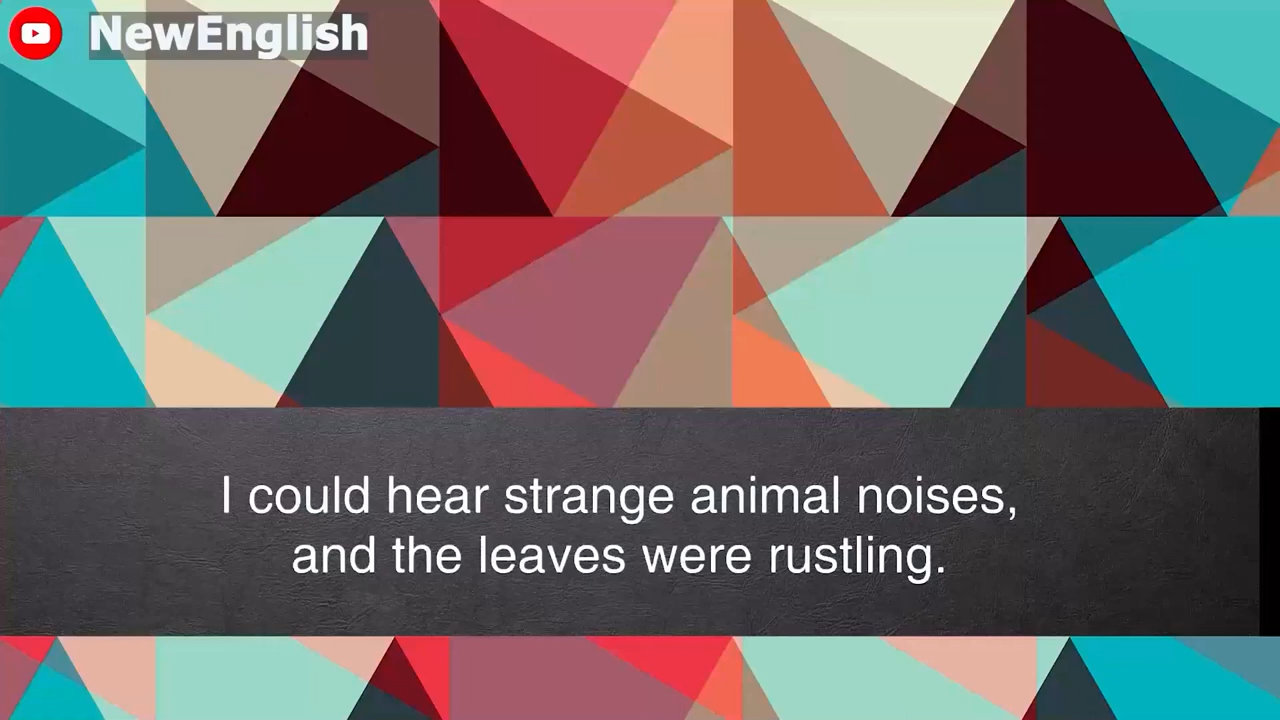 NewEnglish
I could hear strange animal noises,
and the leaves were rustling.